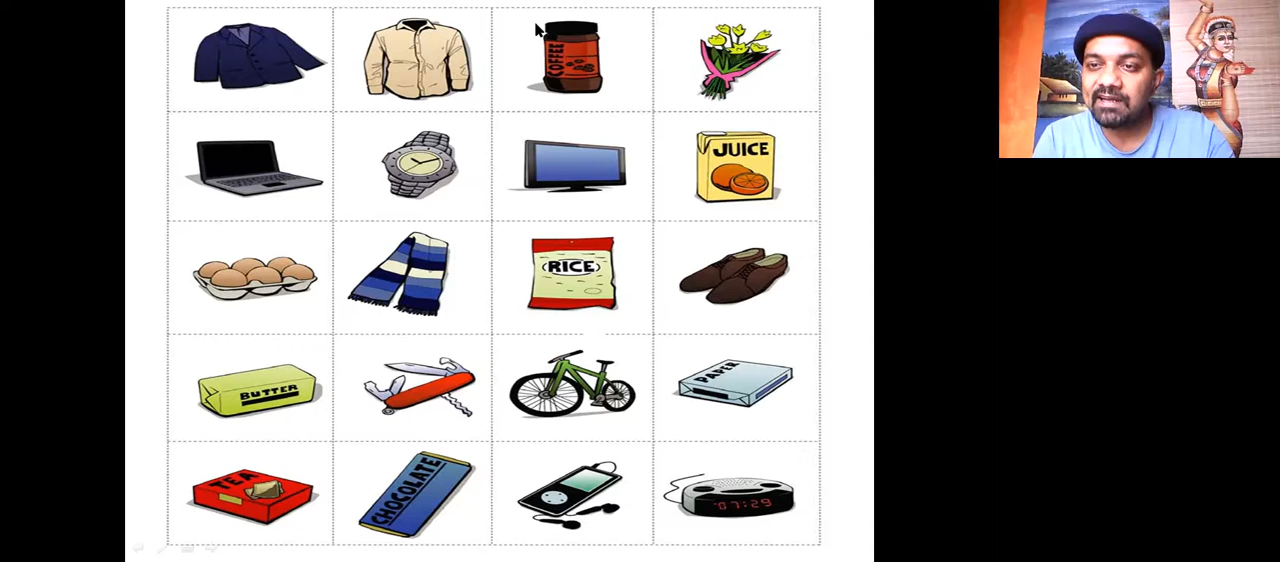 COFFEE
JUICE
RICE
BUTTER
PAPER
TEA
CHOCOLATE
07:29